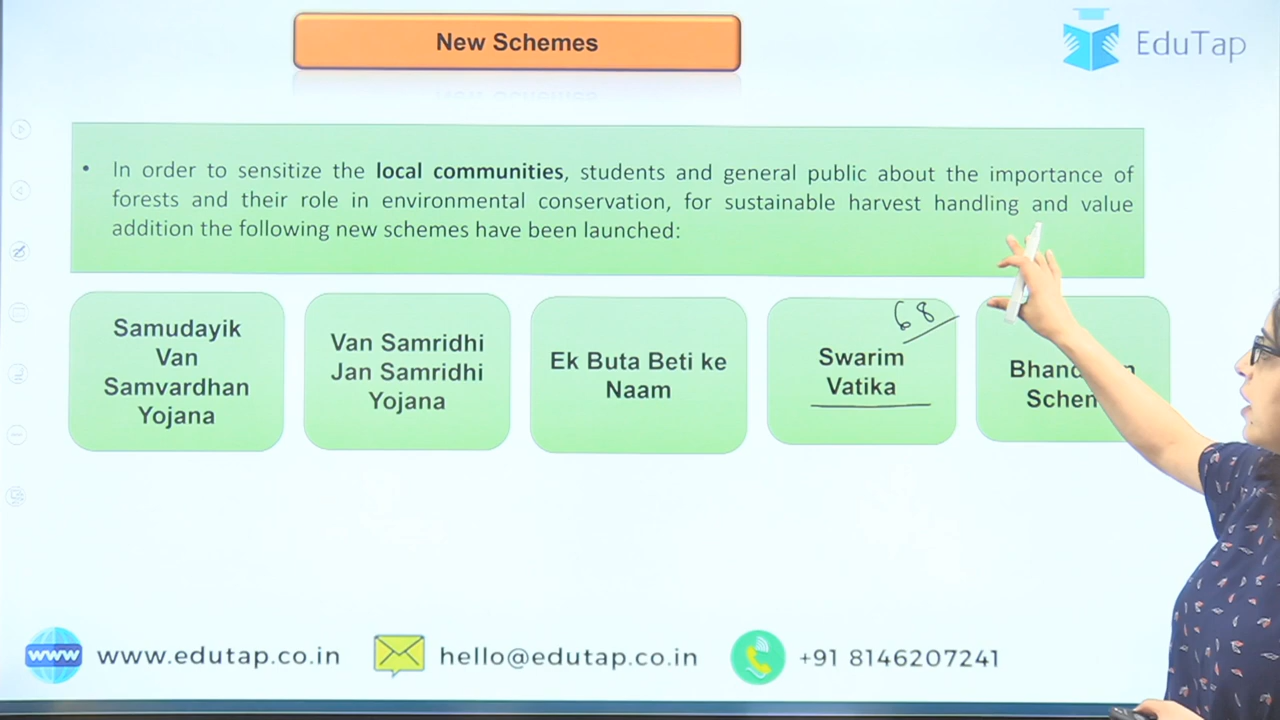 New Schemes
EduTap
• In order to sensitize the local communities, students and general public about the importance of
forests and their role in environmental conservation, for sustainable harvest handling and value
addition the following new schemes have been launched:
Samudayik
Van
Samvardhan
Yojana
Van Samridhi
Jan Samridhi
Yojana
Ek Buta Beti ke
Naam
68
Swarim
Vatika
www
www.edutap.co.in
hello@edutap.co.in
+91 8146207241